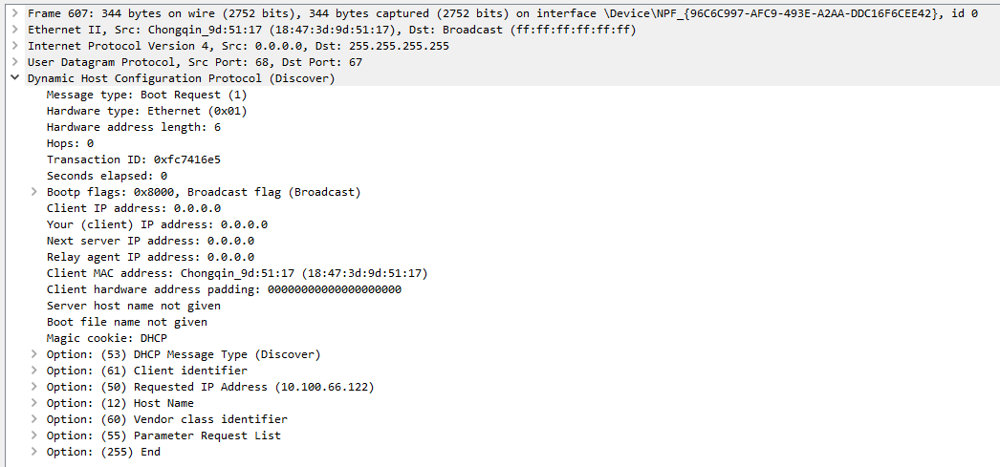 Frame 607: 344 bytes on wire (2752 bits), 344 bytes captured (2752 bits) on interface \Device\NPF_{96C6C997-AFC9-493E-A2AA-DDC16F6CEE42}, id 0
Ethernet II, Src: Chongqin_9d:51:17 (18:47:3d:9d:51:17), Dst: Broadcast (ff:ff:ff:ff:ff:ff)
Internet Protocol Version 4, Src: 0.0.0.0, Dst: 255.255.255.255
User Datagram Protocol, Src Port: 68, Dst Port: 67
Dynamic Host Configuration Protocol (Discover)
Message type: Boot Request (1)
Hardware type: Ethernet (0x01)
Hardware address length: 6
Hops: 0
Transaction ID: 0xfc7416e5
Seconds elapsed: 0
Bootp flags: 0x8000, Broadcast flag (Broadcast)
Client IP address: 0.0.0.0
Your (client) IP address: 0.0.0.0
Next server IP address: 0.0.0.0
Relay agent IP address: 0.0.0.0
Client MAC address: Chongqin_9d:51:17 (18:47:3d:9d:51:17)
Client hardware address padding: 00000000000000000000
Server host name not given
Boot file name not given
Magic cookie: DHCP
Option: (53) DHCP Message Type (Discover)
Option: (61) Client identifier
Option: (50) Requested IP Address (10.100.66.122)
Option: (12) Host Name
Option: (60) Vendor class identifier
Option: (55) Parameter Request List
Option: (255) End